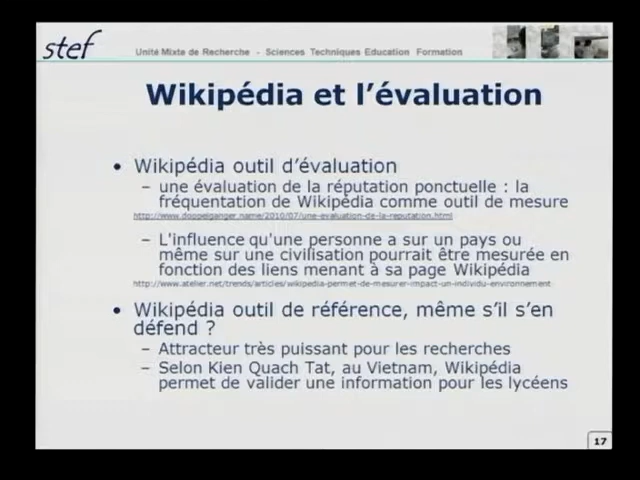 stef
Unité Mixte de Recherche - Sciences Techniques Education Formation
Wikipédia et l'évaluation
• Wikipédia outil d'évaluation
– une évaluation de la réputation ponctuelle : la
fréquentation de Wikipédia comme outil de mesure
http://www.doppelganger.name/2010/07/une-evaluation-de-la-reputation.html
– L'influence qu'une personne a sur un pays ou
même sur une civilisation pourrait être mesurée en
fonction des liens menant à sa page Wikipédia
http://www.atelier.net/trends/articles/wikipedia-permet-de-mesurer-impact-un-individu-environnement
• Wikipédia outil de référence, même s'il s'en
défend ?
– Attracteur très puissant pour les recherches
– Selon Kien Quach Tat, au Vietnam, Wikipédia
permet de valider une information pour les lycéens
17